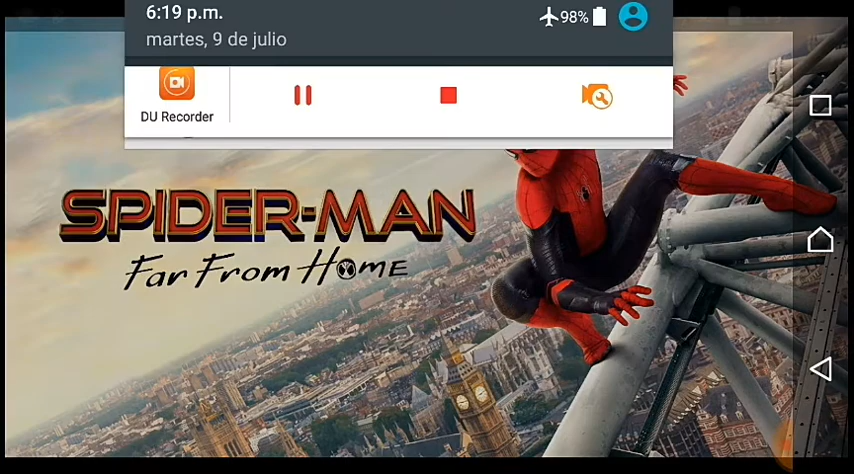 6:19 p.m.
98%
martes, 9 de julio
DU Recorder
SPIDER-MAN
Far From Home